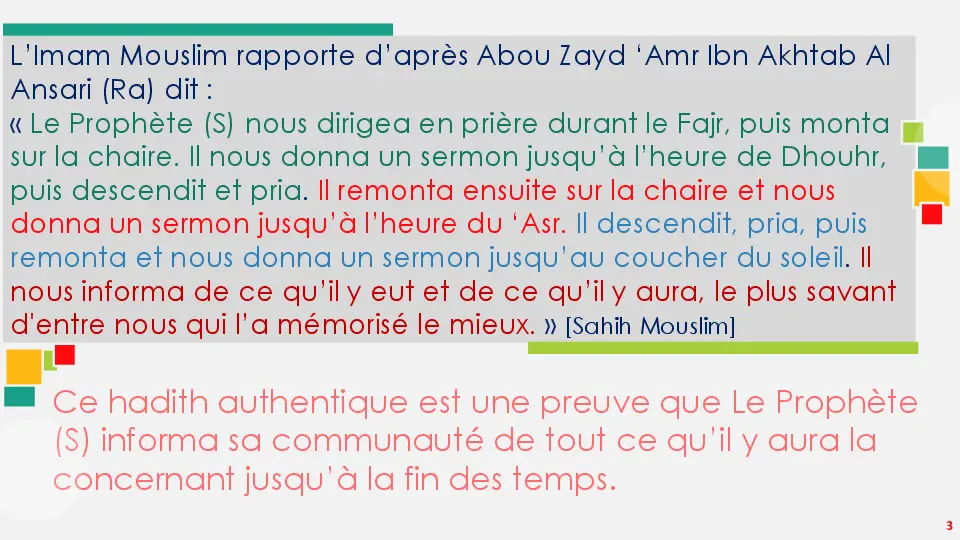 L’Imam Mouslim rapporte d’après Abou Zayd ‘Amr Ibn Akhtab Al
Ansari (Ra) dit :
« Le Prophète (S) nous dirigea en prière durant le Fajr, puis monta
sur la chaire. Il nous donna un sermon jusqu’à l’heure de Dhouhr,
puis descendit et pria. Il remonta ensuite sur la chaire et nous
donna un sermon jusqu’à l’heure du ‘Asr. Il descendit, pria, puis
remonta et nous donna un sermon jusqu’au coucher du soleil. Il
nous informa de ce qu’il y eut et de ce qu’il y aura, le plus savant
d'entre nous qui l’a mémorisé le mieux. » [Sahih Mouslim]
Ce hadith authentique est une preuve que Le Prophète
(S) informa sa communauté de tout ce qu’il y aura la
concernant jusqu’à la fin des temps.
3